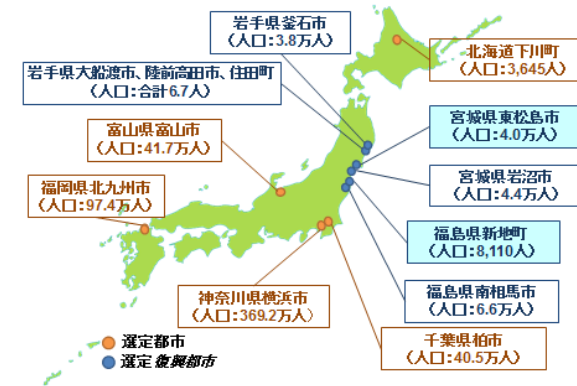 岩手県釜石市
（人口：3.8万人）
北海道下川町
（人口：3,645人）
岩手県大船渡市、陸前高田市、住田町
（人口：合計6.7人）
宮城県東松島市
（人口：4.0万人）
富山県富山市
（人口：41.7万人）
宮城県岩沼市
（人口：4.4万人）
福岡県北九州市
（人口：97.4万人）
福島県新地町
（人口：8,110人）
神奈川県横浜市
（人口：369.2万人）
福島県南相馬市
（人口：6.6万人）
千葉県柏市
（人口：40.5万人）
選定都市
選定復興都市